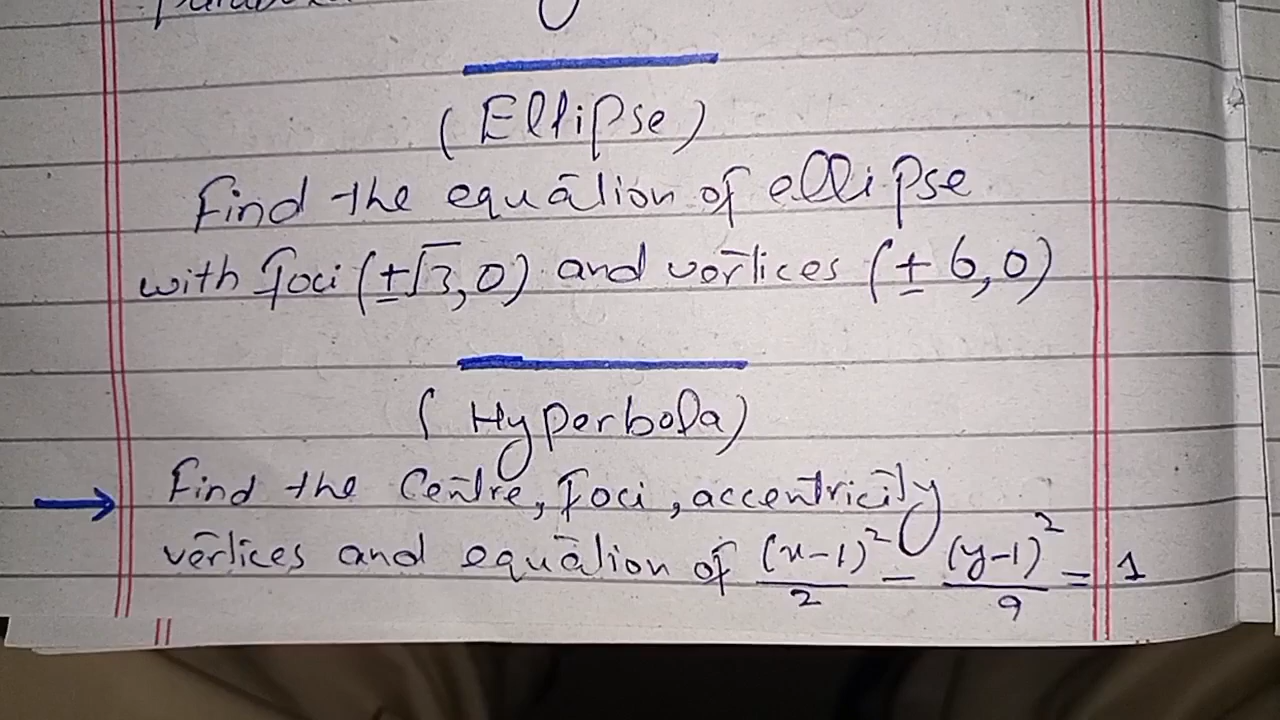 (Ellipse)
Find the equation of ellipse
with foci (±√3,0) and vertices (± 6,0)
(Hyperbola)
Find the Centre, foci, accentricity
vertices and equation of (x-1)²/2 - (y-1)²/9 = 1